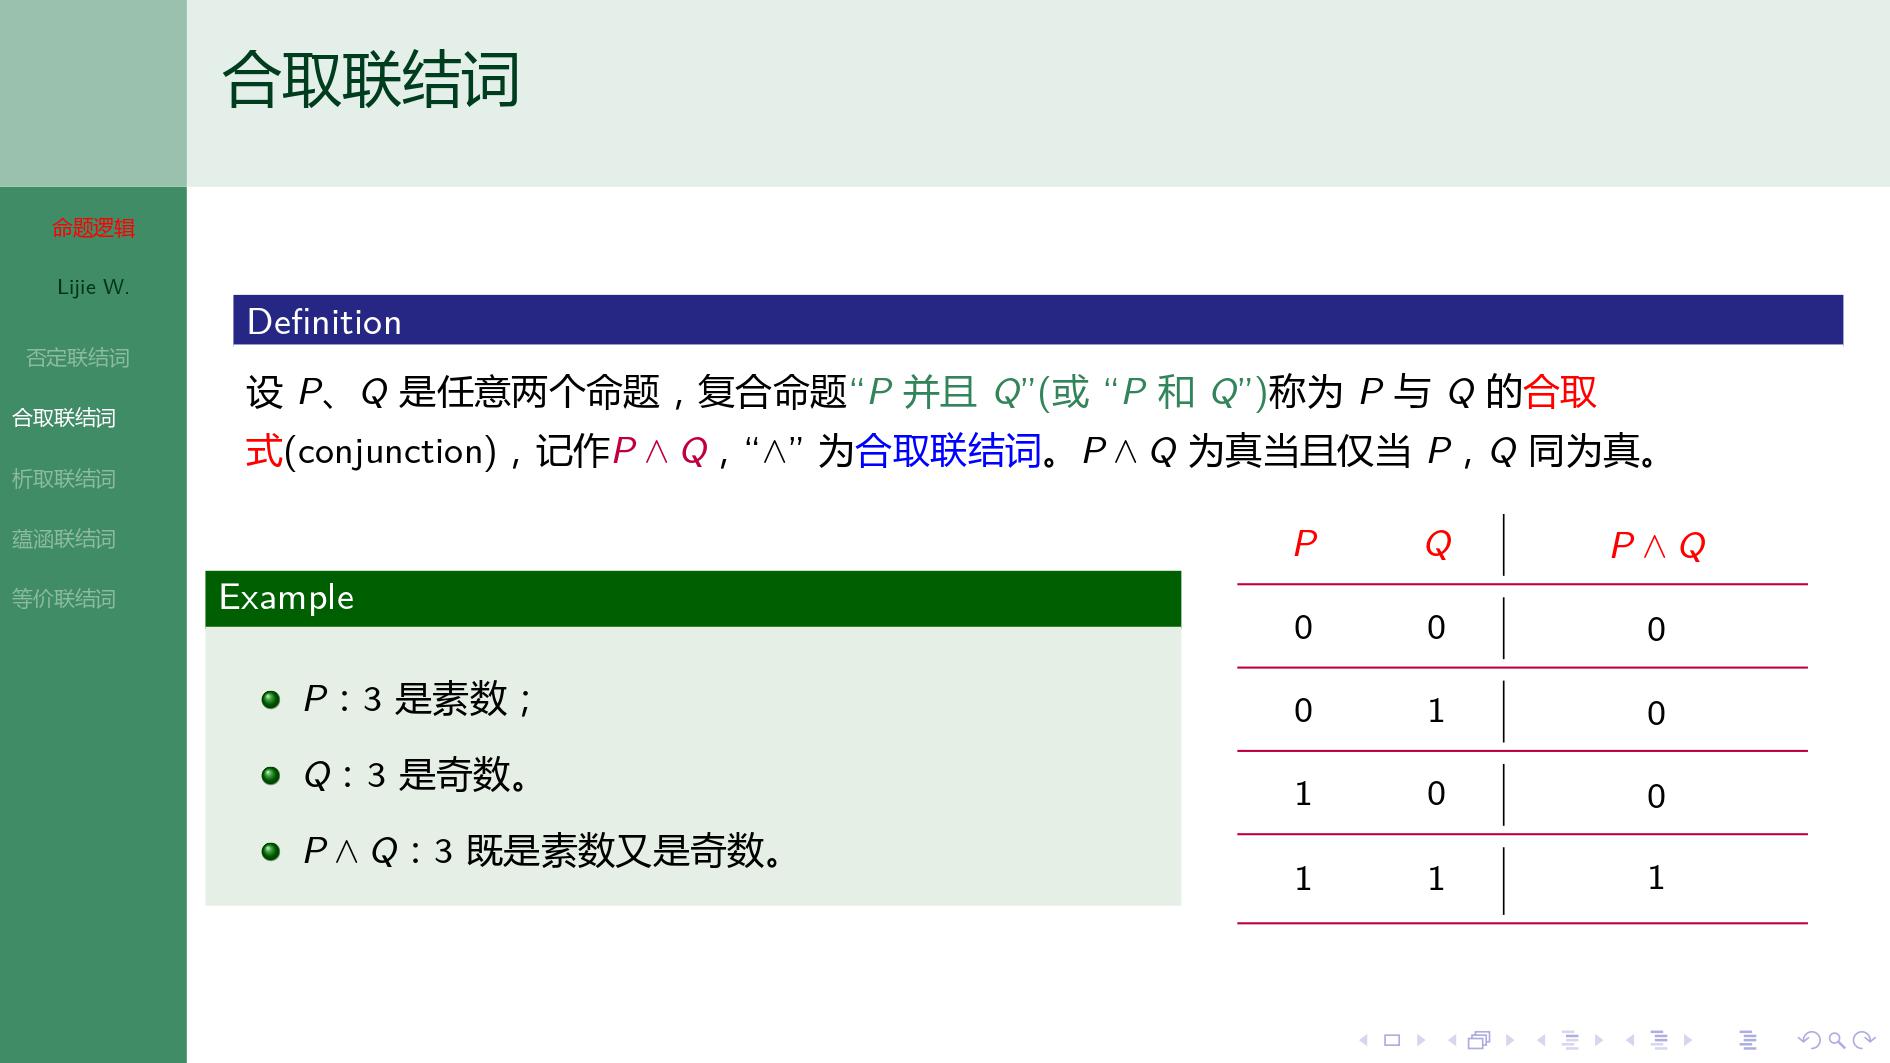 合取联结词
命题逻辑
Lijie W.
否定联结词
合取联结词
析取联结词
蕴涵联结词
等价联结词
Definition
设 P、Q 是任意两个命题，复合命题“P 并且 Q”(或 “P 和 Q”)称为 P 与 Q 的合取
式(conjunction)，记作P ∧ Q，“∧” 为合取联结词。P ∧ Q 为真当且仅当 P，Q 同为真。
Example
P：3 是素数；
Q：3 是奇数。
P ∧ Q：3 既是素数又是奇数。
P Q P ∧ Q
0 0 0
0 1 0
1 0 0
1 1 1